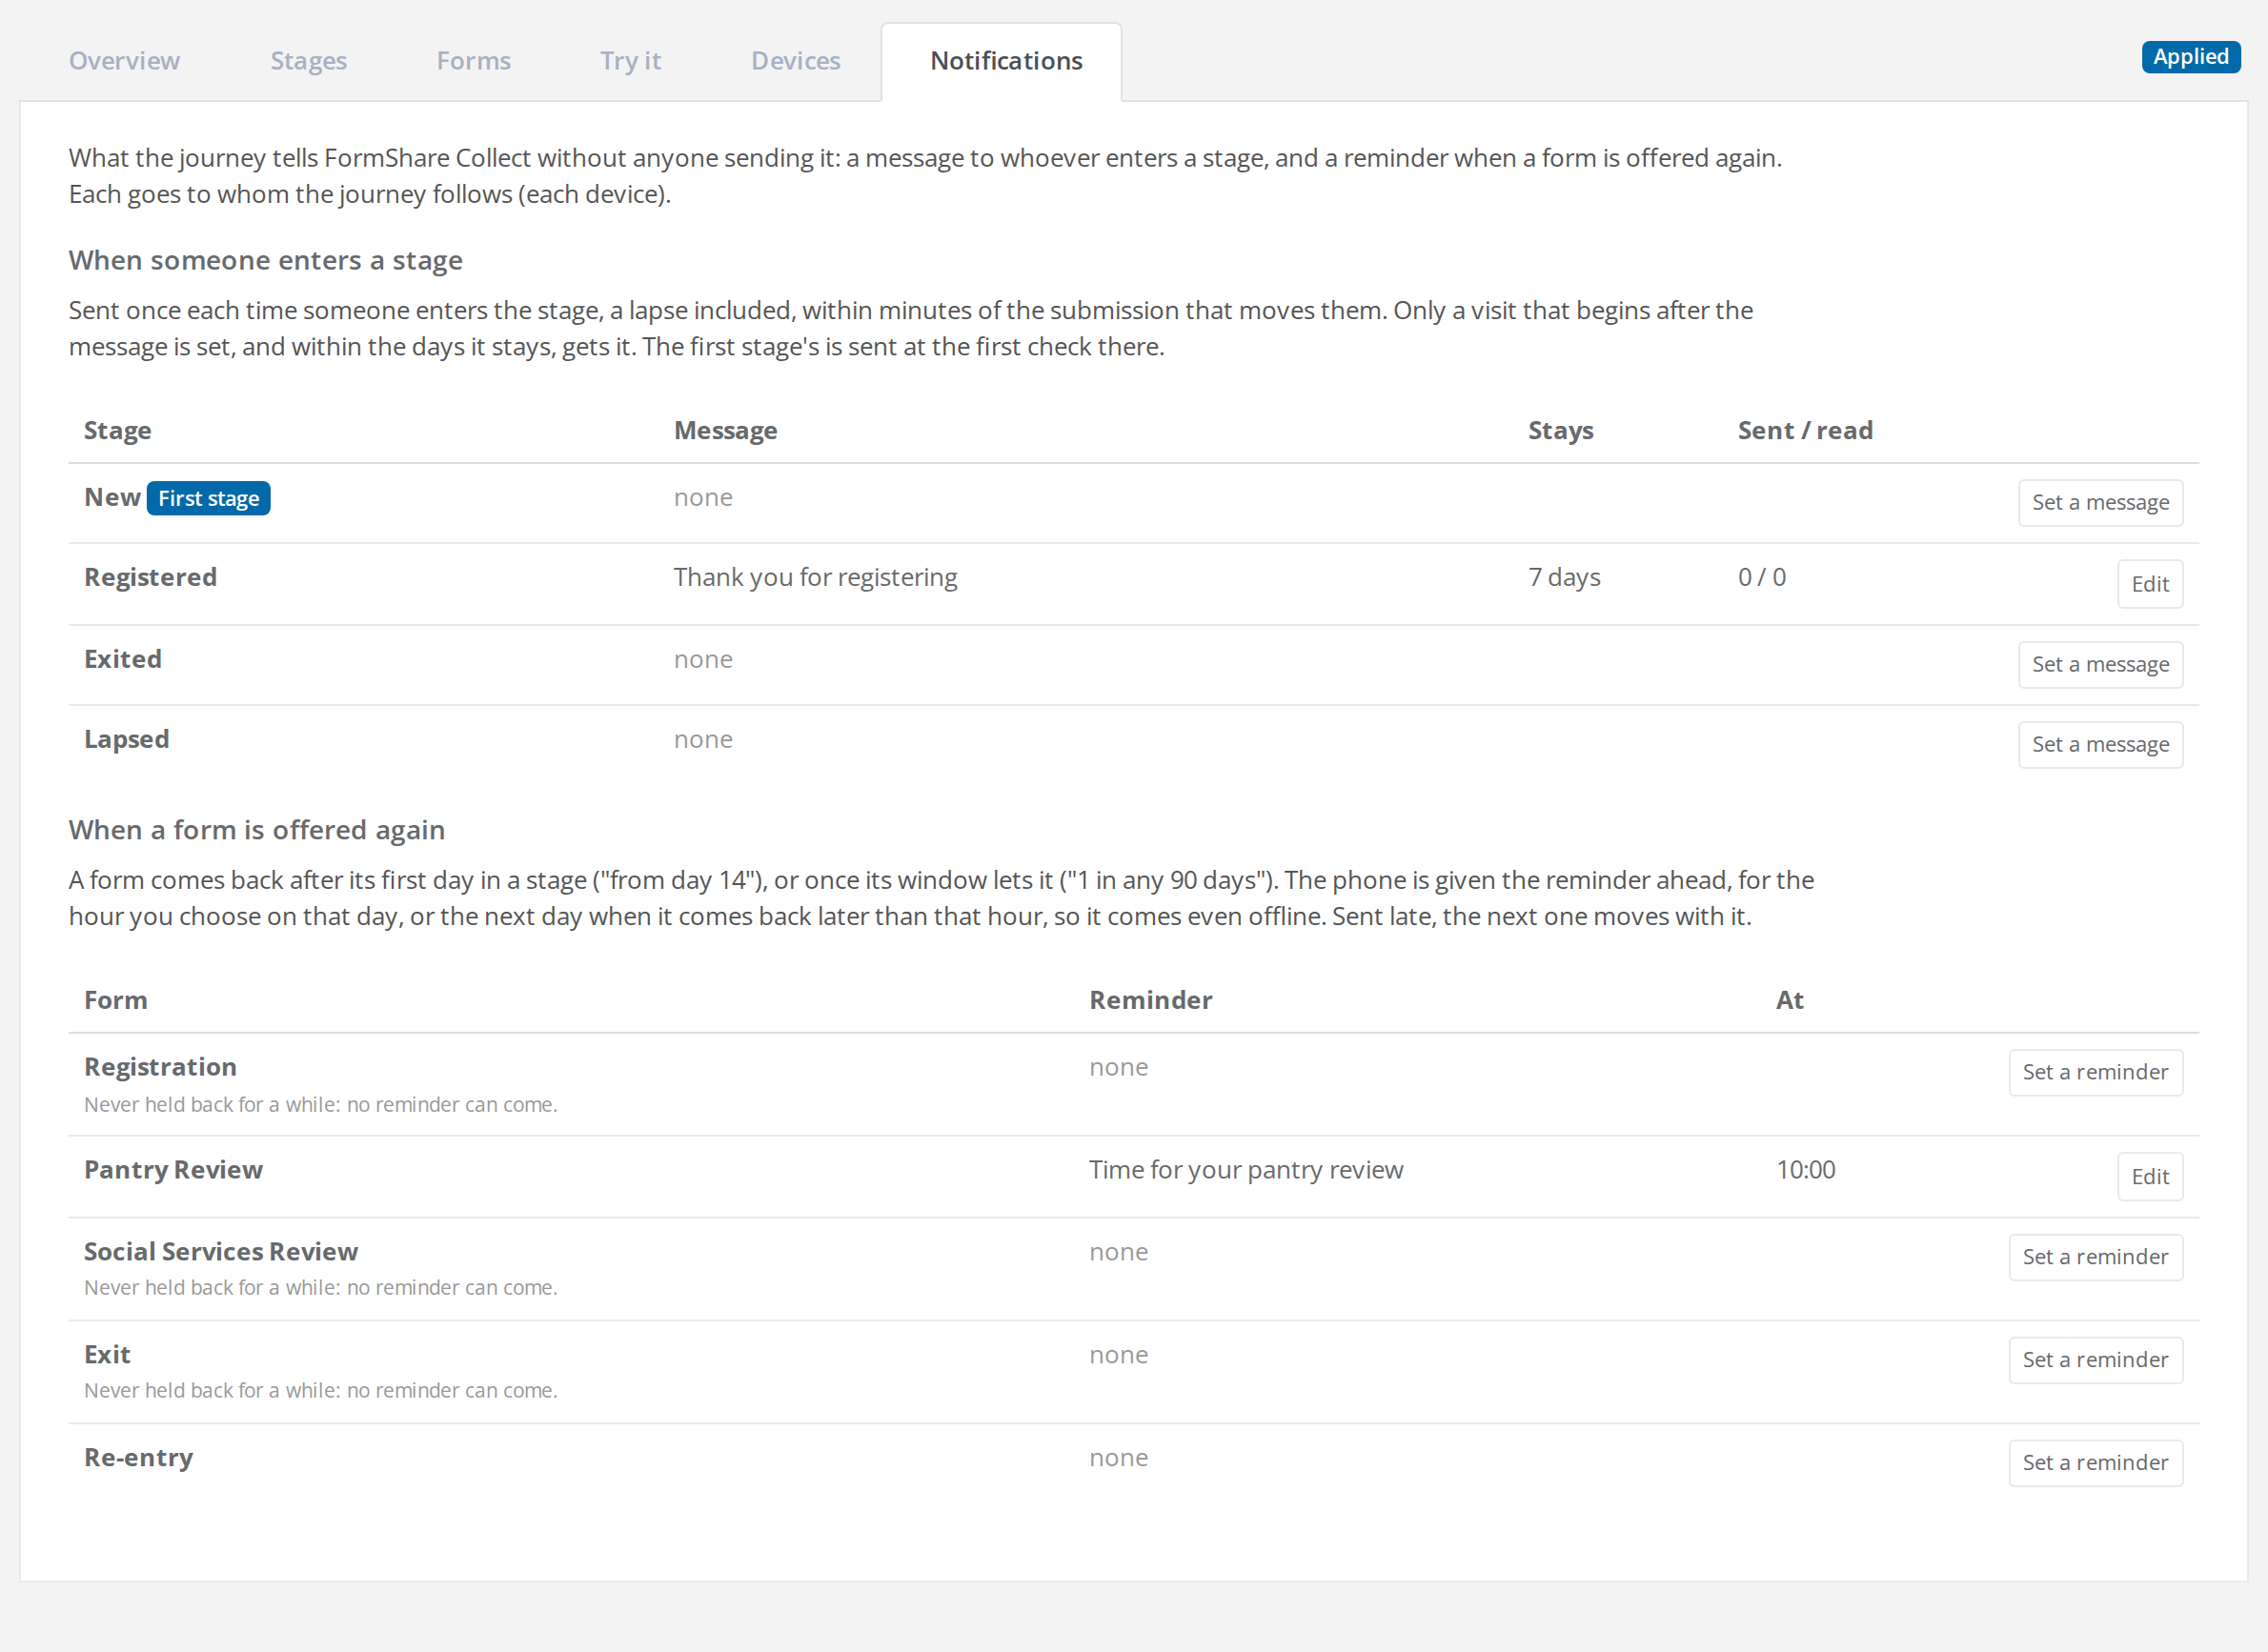 Overview Stages Forms Try it Devices Notifications Applied
What the journey tells FormShare Collect without anyone sending it: a message to whoever enters a stage, and a reminder when a form is offered again.
Each goes to whom the journey follows (each device).
When someone enters a stage
Sent once each time someone enters the stage, a lapse included, within minutes of the submission that moves them. Only a visit that begins after the
message is set, and within the days it stays, gets it. The first stage's is sent at the first check there.
Stage Message Stays Sent / read
New First stage none Set a message
Registered Thank you for registering 7 days 0 / 0 Edit
Exited none Set a message
Lapsed none Set a message
When a form is offered again
A form comes back after its first day in a stage ("from day 14"), or once its window lets it ("1 in any 90 days"). The phone is given the reminder ahead, for the
hour you choose on that day, or the next day when it comes back later than that hour, so it comes even offline. Sent late, the next one moves with it.
Form Reminder At
Registration none Set a reminder
Never held back for a while: no reminder can come.
Pantry Review Time for your pantry review 10:00 Edit
Social Services Review none Set a reminder
Never held back for a while: no reminder can come.
Exit none Set a reminder
Never held back for a while: no reminder can come.
Re-entry none Set a reminder